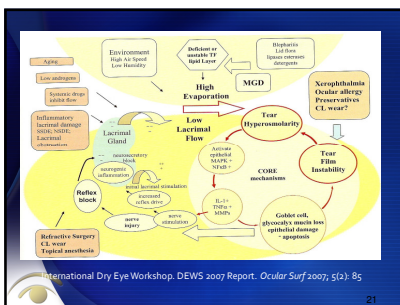 Aging
Low androgens
Systemic drugs
inhibit flow
Inflammatory
lacrimal damage
SSDE; NSDE;
Lacrimal
obstruction
Environment
High Air Speed
Low Humidity
Deficient or
unstable TF
lipid Layer
Blepharitis
Lid flora
lipases esterases
detergents
MGD
High
Evaporation
Xerophthalmia
Ocular allergy
Preservatives
CL wear?
Low
Lacrimal
Flow
Lacrimal
Gland
neurosecretory
block
neurogenic
inflammation
initial lacrimal stimulation
increased
reflex drive
Reflex
block
nerve
injury
nerve
stimulation
Refractive Surgery
CL wear
Topical anesthesia
Tear
Hyperosmolarity
Activate
epithelial
MAPK +
NFκB +
CORE
mechanisms
IL-1+
TNFα +
MMPs
Tear
Film
Instability
Goblet cell,
glycocalyx mucin loss
epithelial damage
- apoptosis
International Dry Eye Workshop. DEWS 2007 Report. Ocular Surf 2007; 5(2): 85
21